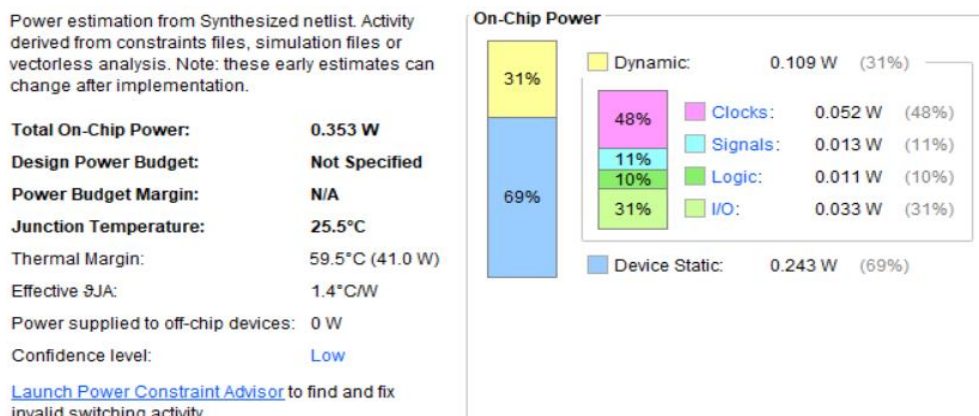 Power estimation from Synthesized netlist. Activity
derived from constraints files, simulation files or
vectorless analysis. Note: these early estimates can
change after implementation.
Total On-Chip Power: 0.353 W
Design Power Budget: Not Specified
Power Budget Margin: N/A
Junction Temperature: 25.5°C
Thermal Margin: 59.5°C (41.0 W)
Effective ϑJA: 1.4°C/W
Power supplied to off-chip devices: 0 W
Confidence level: Low
Launch Power Constraint Advisor to find and fix
invalid switching activity
On-Chip Power
31%
69%
Dynamic: 0.109 W (31%)
48%
11%
10%
31%
Clocks: 0.052 W (48%)
Signals: 0.013 W (11%)
Logic: 0.011 W (10%)
I/O: 0.033 W (31%)
Device Static: 0.243 W (69%)